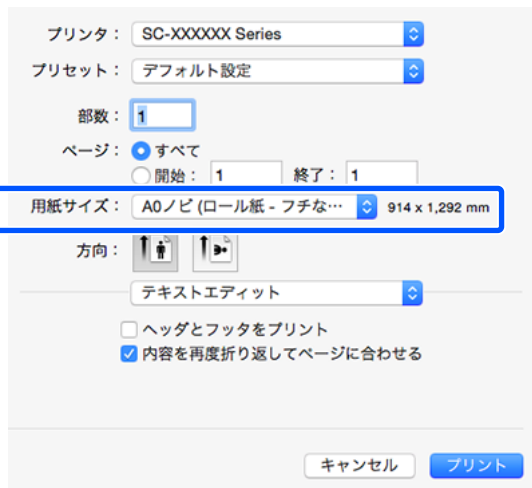 プリンタ： SC-XXXXXX Series
プリセット： デフォルト設定
部数： 1
ページ： すべて
開始： 1 終了： 1
用紙サイズ： A0ノビ (ロール紙 - フチな… 914 x 1,292 mm
方向：
テキストエディット
ヘッダとフッタをプリント
内容を再度折り返してページに合わせる
キャンセル プリント